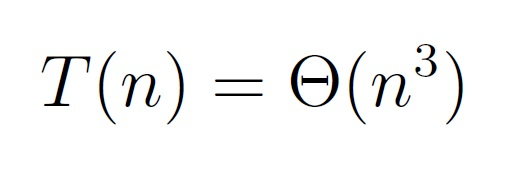 T(n) = Θ(n³)